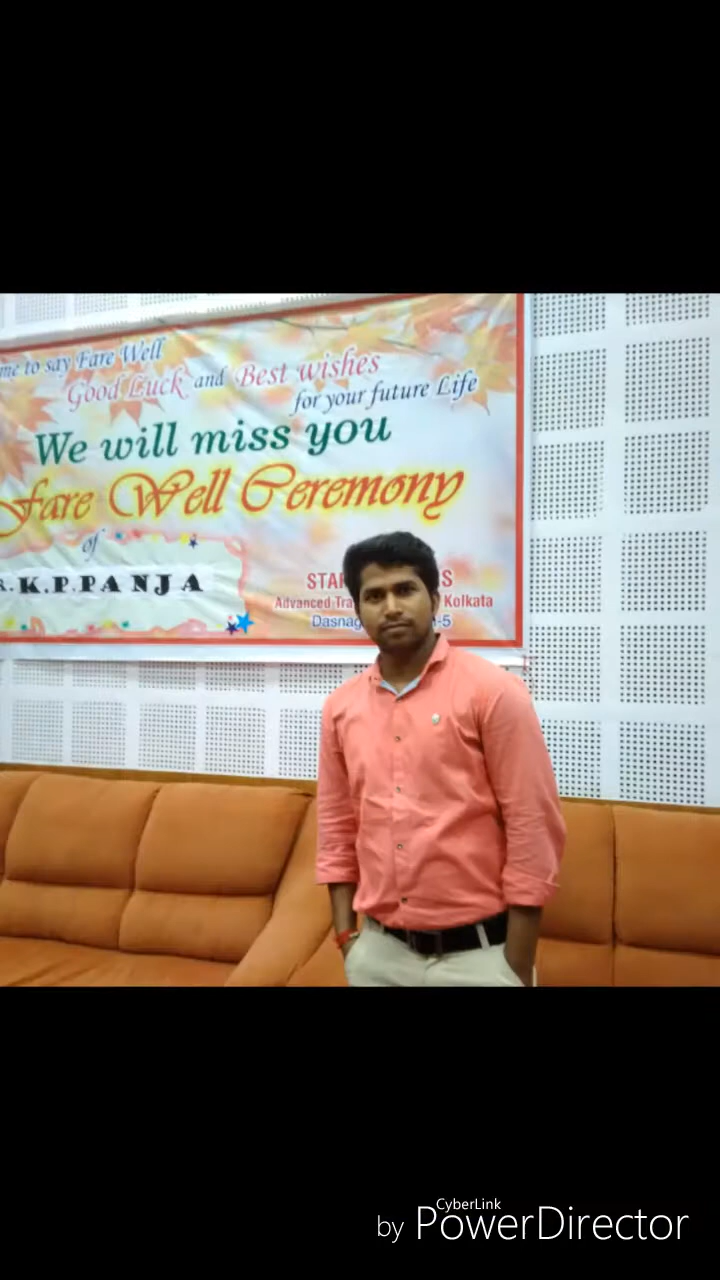 me to say Fare Well
Good Luck and Best wishes
for your future Life
We will miss you
Fare Well Ceremony
of
K.P.PANJA
Advanced Kolkata
CyberLink
by PowerDirector